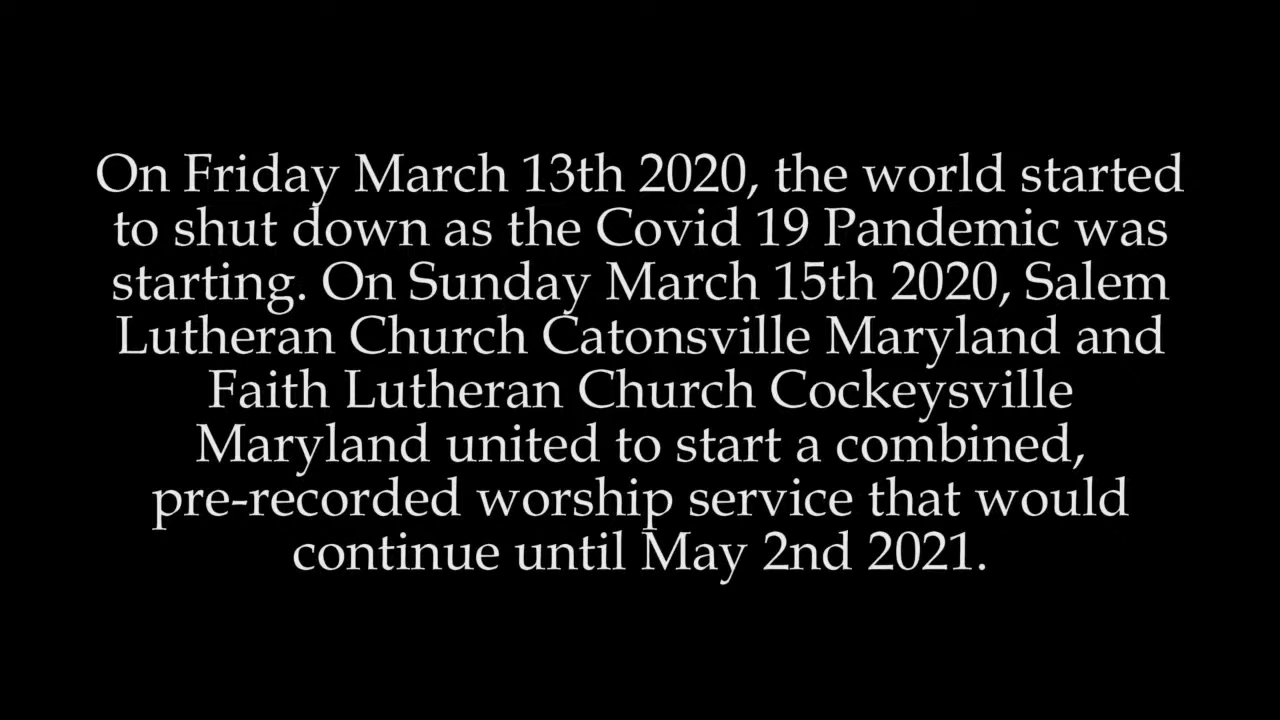 On Friday March 13th 2020, the world started
to shut down as the Covid 19 Pandemic was
starting. On Sunday March 15th 2020, Salem
Lutheran Church Catonsville Maryland and
Faith Lutheran Church Cockeysville
Maryland united to start a combined,
pre-recorded worship service that would
continue until May 2nd 2021.